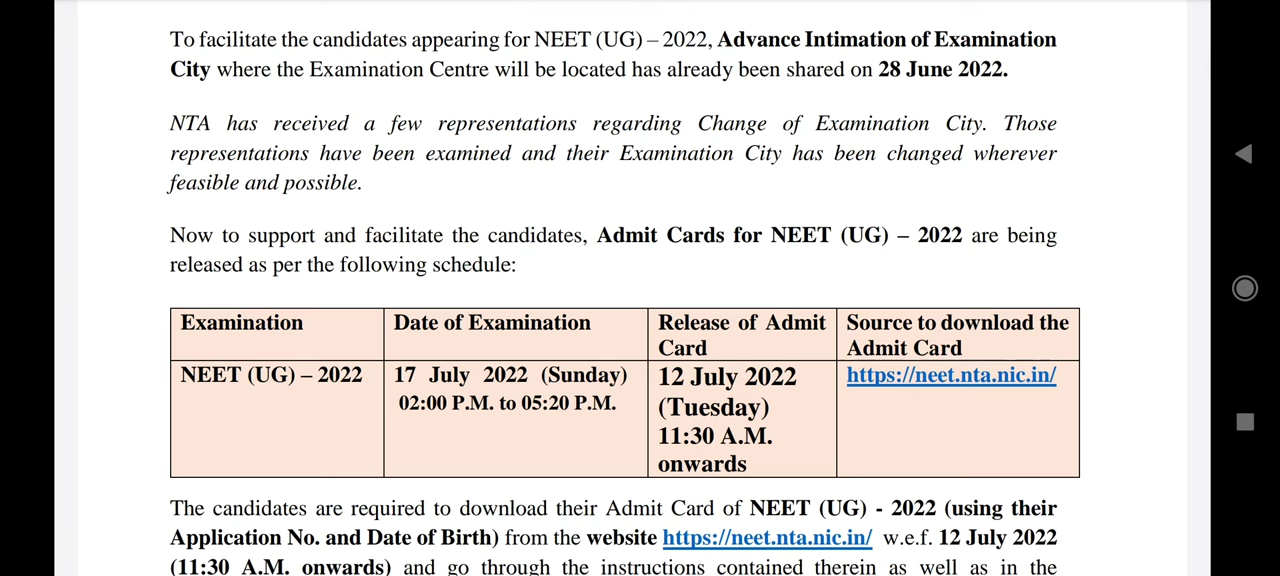 To facilitate the candidates appearing for NEET (UG) – 2022, Advance Intimation of Examination
City where the Examination Centre will be located has already been shared on 28 June 2022.
NTA has received a few representations regarding Change of Examination City. Those
representations have been examined and their Examination City has been changed wherever
feasible and possible.
Now to support and facilitate the candidates, Admit Cards for NEET (UG) – 2022 are being
released as per the following schedule:
Examination
Date of Examination
Release of Admit
Card
Source to download the
Admit Card
NEET (UG) – 2022
17 July 2022 (Sunday)
02:00 P.M. to 05:20 P.M.
12 July 2022
(Tuesday)
11:30 A.M.
onwards
https://neet.nta.nic.in/
The candidates are required to download their Admit Card of NEET (UG) - 2022 (using their
Application No. and Date of Birth) from the website https://neet.nta.nic.in/ w.e.f. 12 July 2022
(11:30 A.M. onwards) and go through the instructions contained therein as well as in the